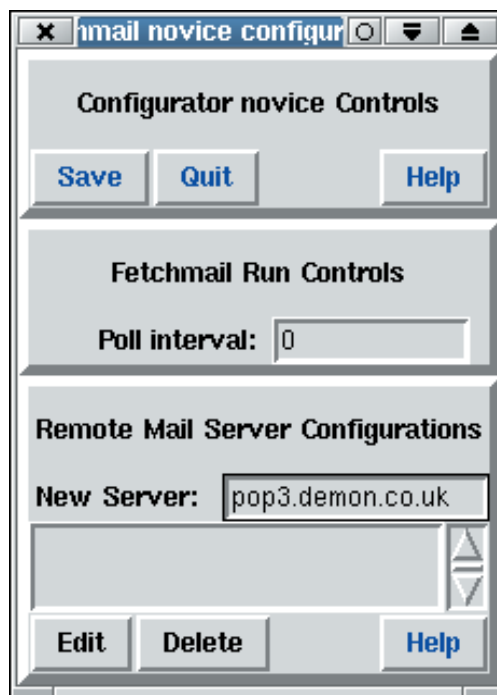 hmail novice configur
Configurator novice Controls
Save Quit Help
Fetchmail Run Controls
Poll interval: 0
Remote Mail Server Configurations
New Server: pop3.demon.co.uk
Edit Delete Help